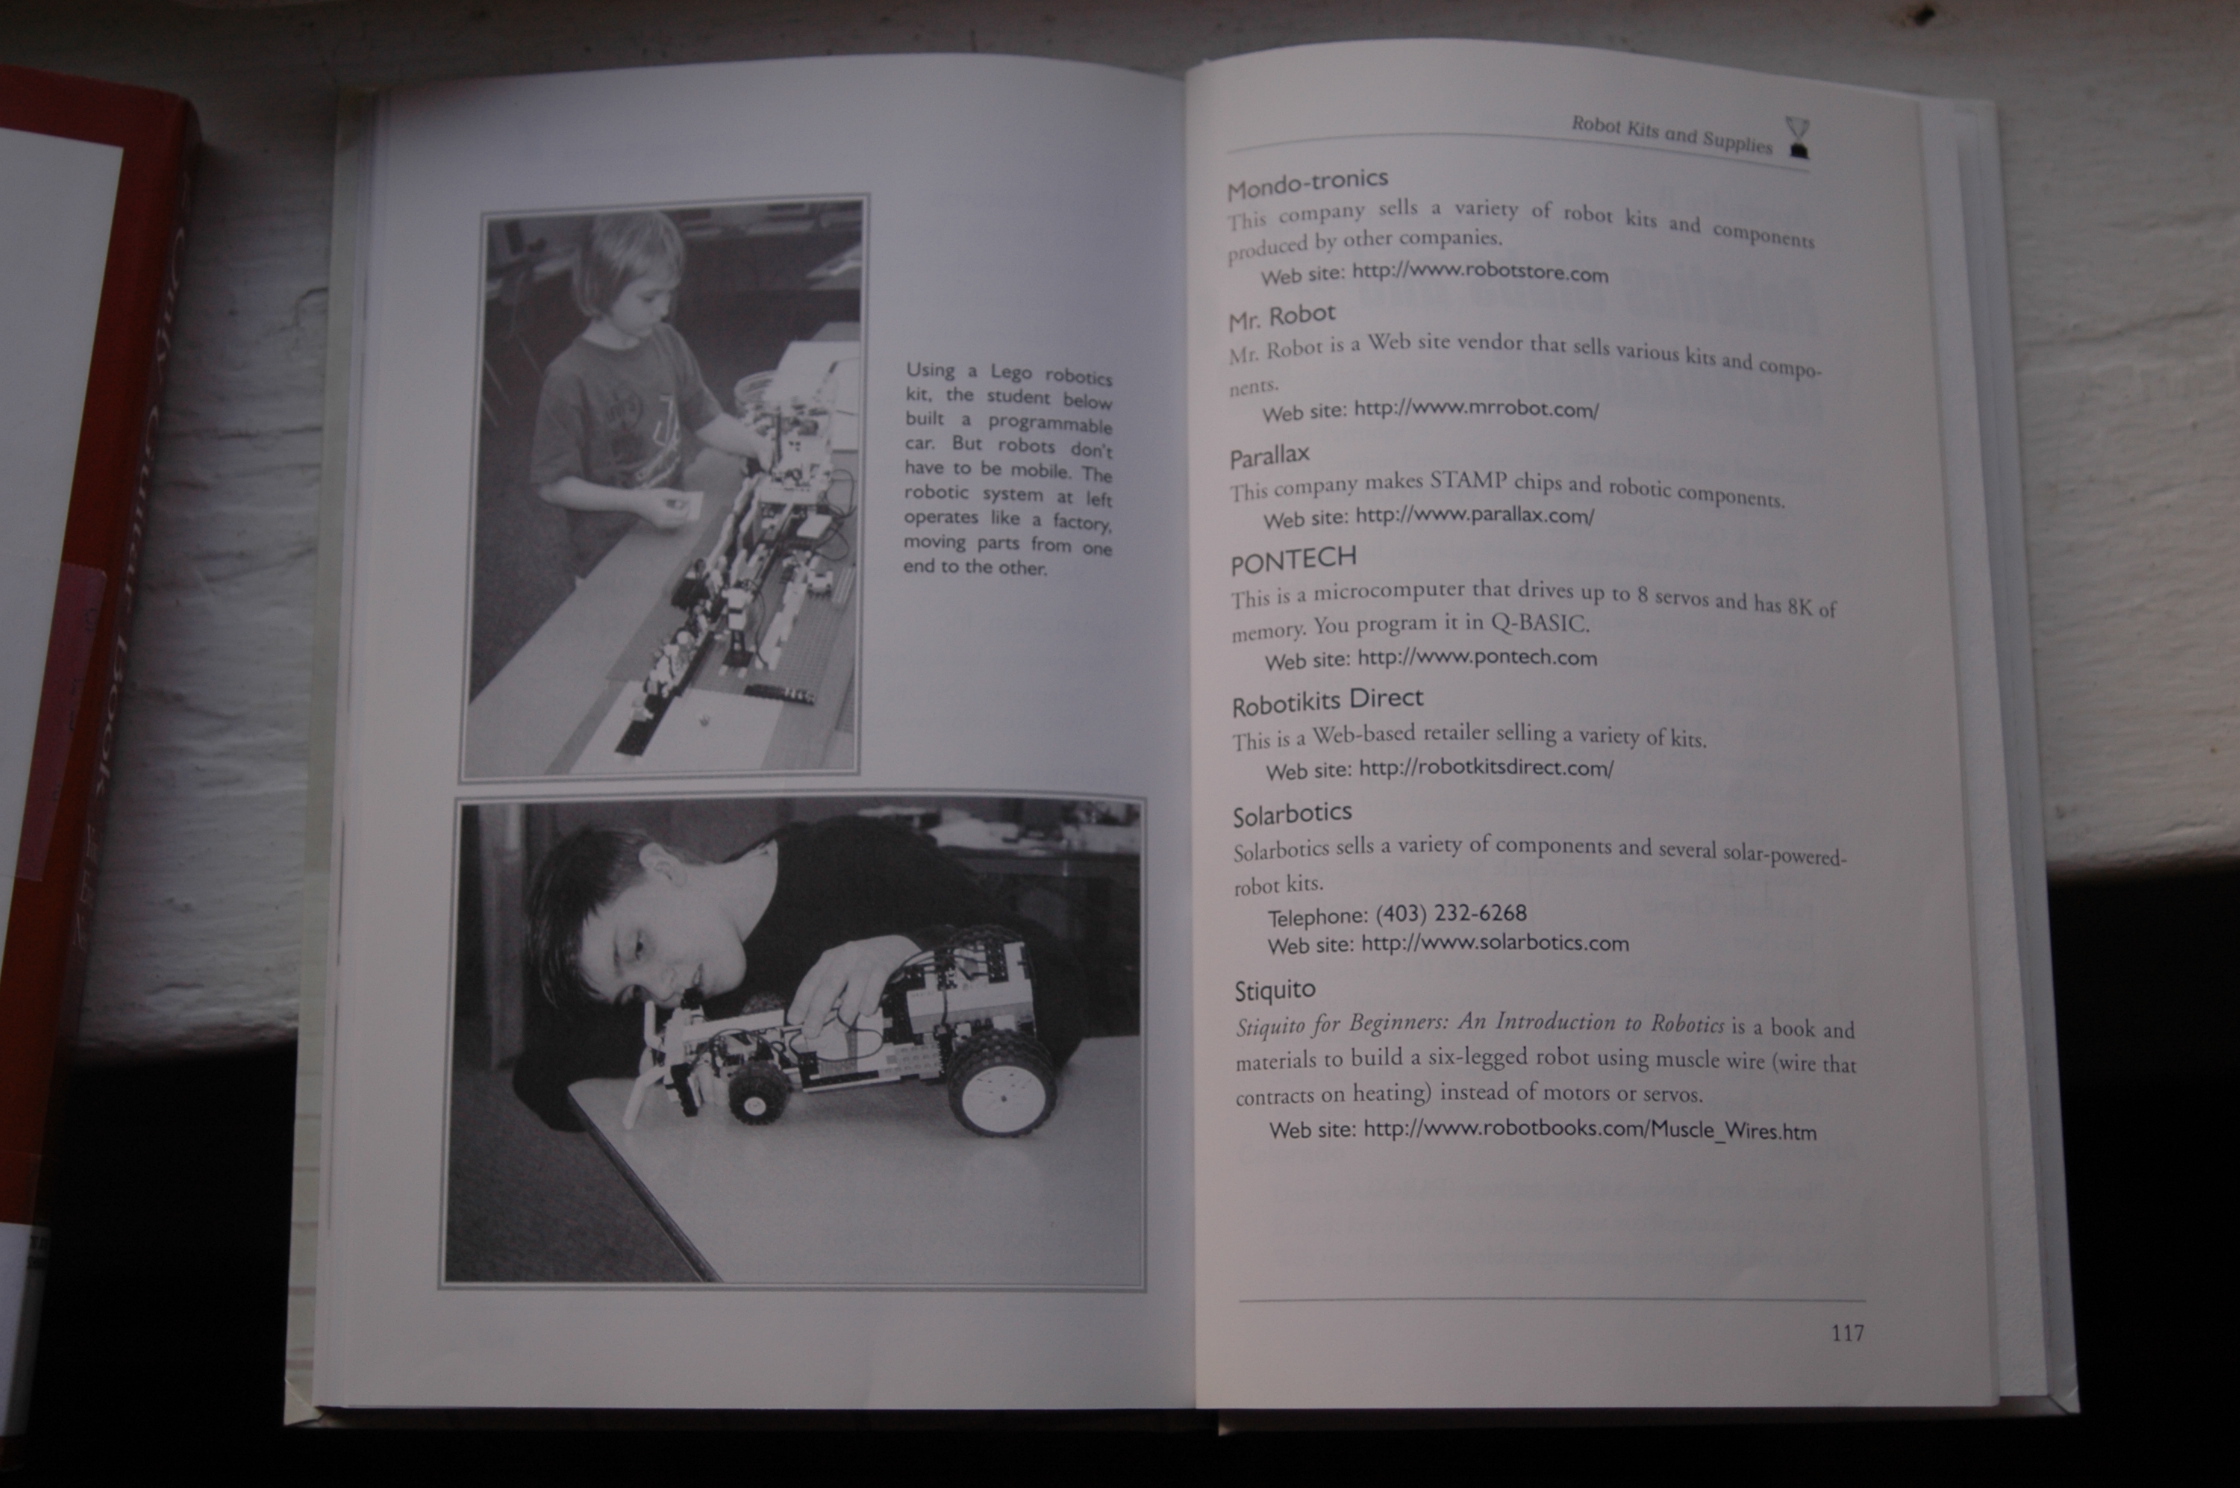 Using a Lego robotics
kit, the student below
built a programmable
car. But robots don't
have to be mobile. The
robotic system at left
operates like a factory,
moving parts from one
end to the other.
Robot Kits and Supplies
Mondo-tronics
This company sells a variety of robot kits and components
produced by other companies.
Web site: http://www.robotstore.com
Mr. Robot
Mr. Robot is a Web site vendor that sells various kits and compo-
nents.
Web site: http://www.mrrobot.com/
Parallax
This company makes STAMP chips and robotic components.
Web site: http://www.parallax.com/
PONTECH
This is a microcomputer that drives up to 8 servos and has 8K of
memory. You program it in Q-BASIC.
Web site: http://www.pontech.com
Robotikits Direct
This is a Web-based retailer selling a variety of kits.
Web site: http://robotkitsdirect.com/
Solarbotics
Solarbotics sells a variety of components and several solar-powered-
robot kits.
Telephone: (403) 232-6268
Web site: http://www.solarbotics.com
Stiquito
Stiquito for Beginners: An Introduction to Robotics is a book and
materials to build a six-legged robot using muscle wire (wire that
contracts on heating) instead of motors or servos.
Web site: http://www.robotbooks.com/Muscle_Wires.htm
117
Only Guitar Book